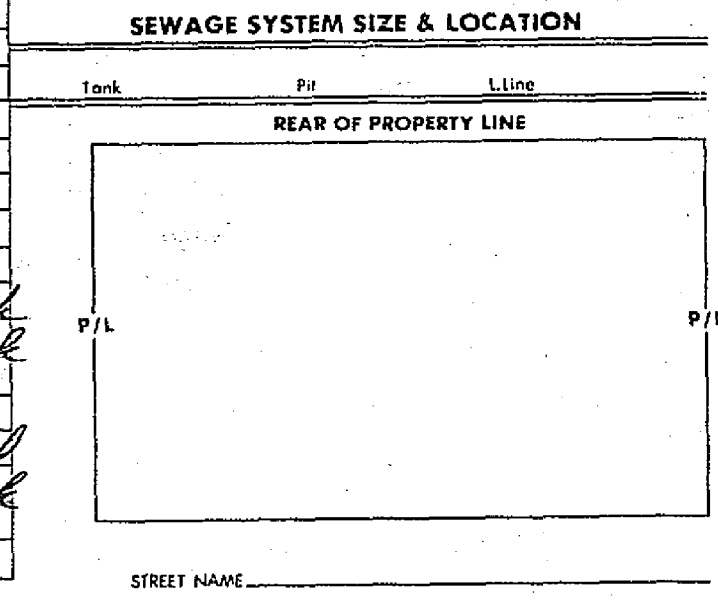 SEWAGE SYSTEM SIZE & LOCATION
Tank Pit L.Line
REAR OF PROPERTY LINE
P/L
STREET NAME